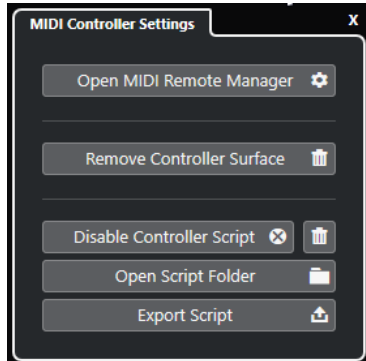 MIDI Controller Settings
X
Open MIDI Remote Manager
Remove Controller Surface
Disable Controller Script
Open Script Folder
Export Script